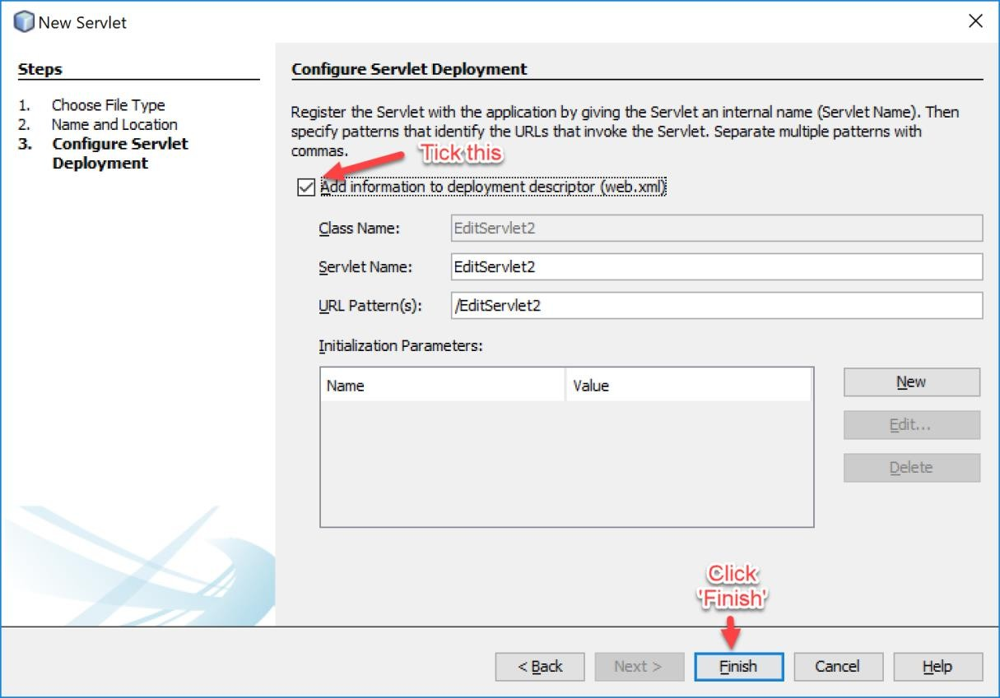 New Servlet
Steps
1. Choose File Type
2. Name and Location
3. Configure Servlet
Deployment
Configure Servlet Deployment
Register the Servlet with the application by giving the Servlet an internal name (Servlet Name). Then
specify patterns that identify the URLs that invoke the Servlet. Separate multiple patterns with
commas.
Tick this
Add information to deployment descriptor (web.xml)
Class Name: EditServlet2
Servlet Name: EditServlet2
URL Pattern(s): /EditServlet2
Initialization Parameters:
Name Value
New
Edit...
Delete
Click
'Finish'
< Back Next > Finish Cancel Help